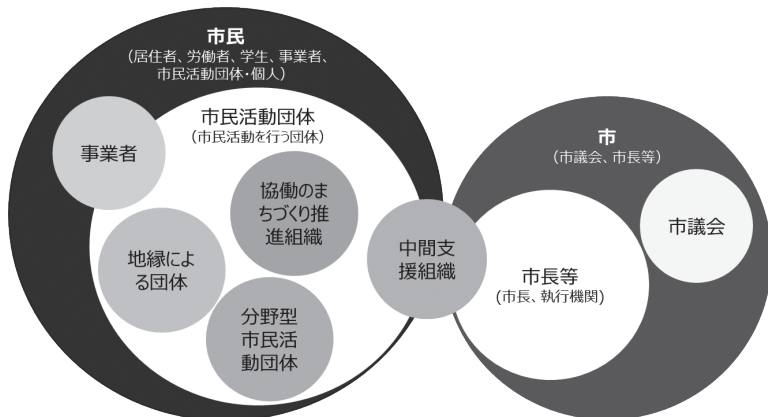 市民
(居住者、労働者、学生、事業者、
市民活動団体・個人)
市民活動団体
(市民活動を行う団体)
事業者
協働のま
ちづくり推
進組織
地縁によ
る団体
分野型
市民活
動団体
中間支
援組織
市
(市議会、市長等)
市議会
市長等
(市長、執行機関)